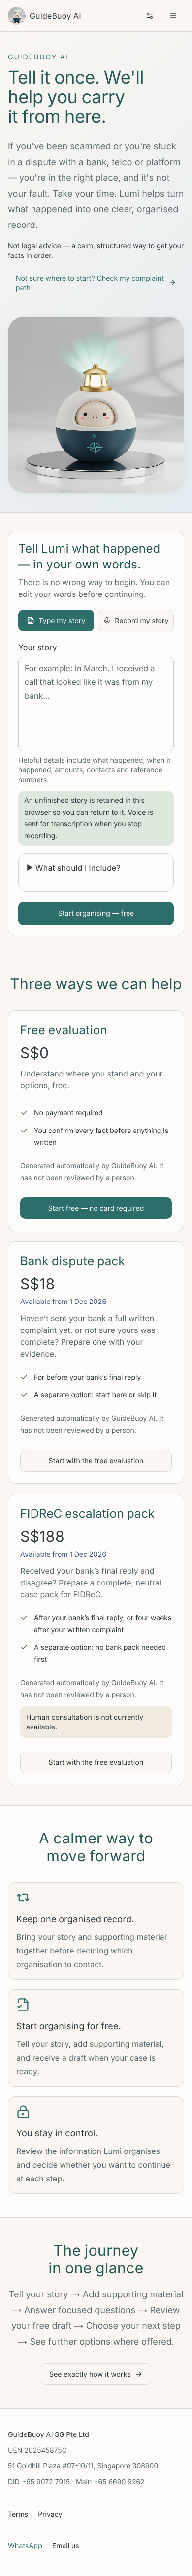 GuideBuoy AI
GUIDEBUOY AI
Tell it once. We'll
help you carry
it from here.
If you've been scammed or you're stuck
in a dispute with a bank, telco or platform
— you're in the right place, and it's not
your fault. Take your time. Lumi helps turn
what happened into one clear, organised
record.
Not legal advice — a calm, structured way to get your
facts in order.
Not sure where to start? Check my complaint
path
N
Tell Lumi what happened
— in your own words.
There is no wrong way to begin. You can
edit your words before continuing.
Type my story
Record my story
Your story
For example: In March, I received a
call that looked like it was from my
bank...
Helpful details include what happened, when it
happened, amounts, contacts and reference
numbers.
An unfinished story is retained in this
browser so you can return to it. Voice is
sent for transcription when you stop
recording.
What should I include?
Start organising — free
Three ways we can help
Free evaluation
S$0
Understand where you stand and your
options, free.
No payment required
You confirm every fact before anything is
written
Generated automatically by GuideBuoy AI. It
has not been reviewed by a person.
Start free — no card required
Bank dispute pack
S$18
Available from 1 Dec 2026
Haven't sent your bank a full written
complaint yet, or not sure yours was
complete? Prepare one with your
evidence.
For before your bank's final reply
A separate option: start here or skip it
Generated automatically by GuideBuoy AI. It
has not been reviewed by a person.
Start with the free evaluation
FIDReC escalation pack
S$188
Available from 1 Dec 2026
Received your bank's final reply and
disagree? Prepare a complete, neutral
case pack for FIDReC.
After your bank's final reply, or four weeks
after your written complaint
A separate option: no bank pack needed
first
Generated automatically by GuideBuoy AI. It
has not been reviewed by a person.
Human consultation is not currently
available.
Start with the free evaluation
A calmer way to
move forward
Keep one organised record.
Bring your story and supporting material
together before deciding which
organisation to contact.
Start organising for free.
Tell your story, add supporting material,
and receive a draft when your case is
ready.
You stay in control.
Review the information Lumi organises
and decide whether you want to continue
at each step.
The journey
in one glance
Tell your story → Add supporting material
→ Answer focused questions → Review
your free draft → Choose your next step
→ See further options where offered.
See exactly how it works →
GuideBuoy AI SG Pte Ltd
UEN 202545875C
51 Goldhill Plaza #07-10/11, Singapore 308900
DID +65 9072 7915 · Main +65 6690 9262
Terms Privacy
WhatsApp Email us